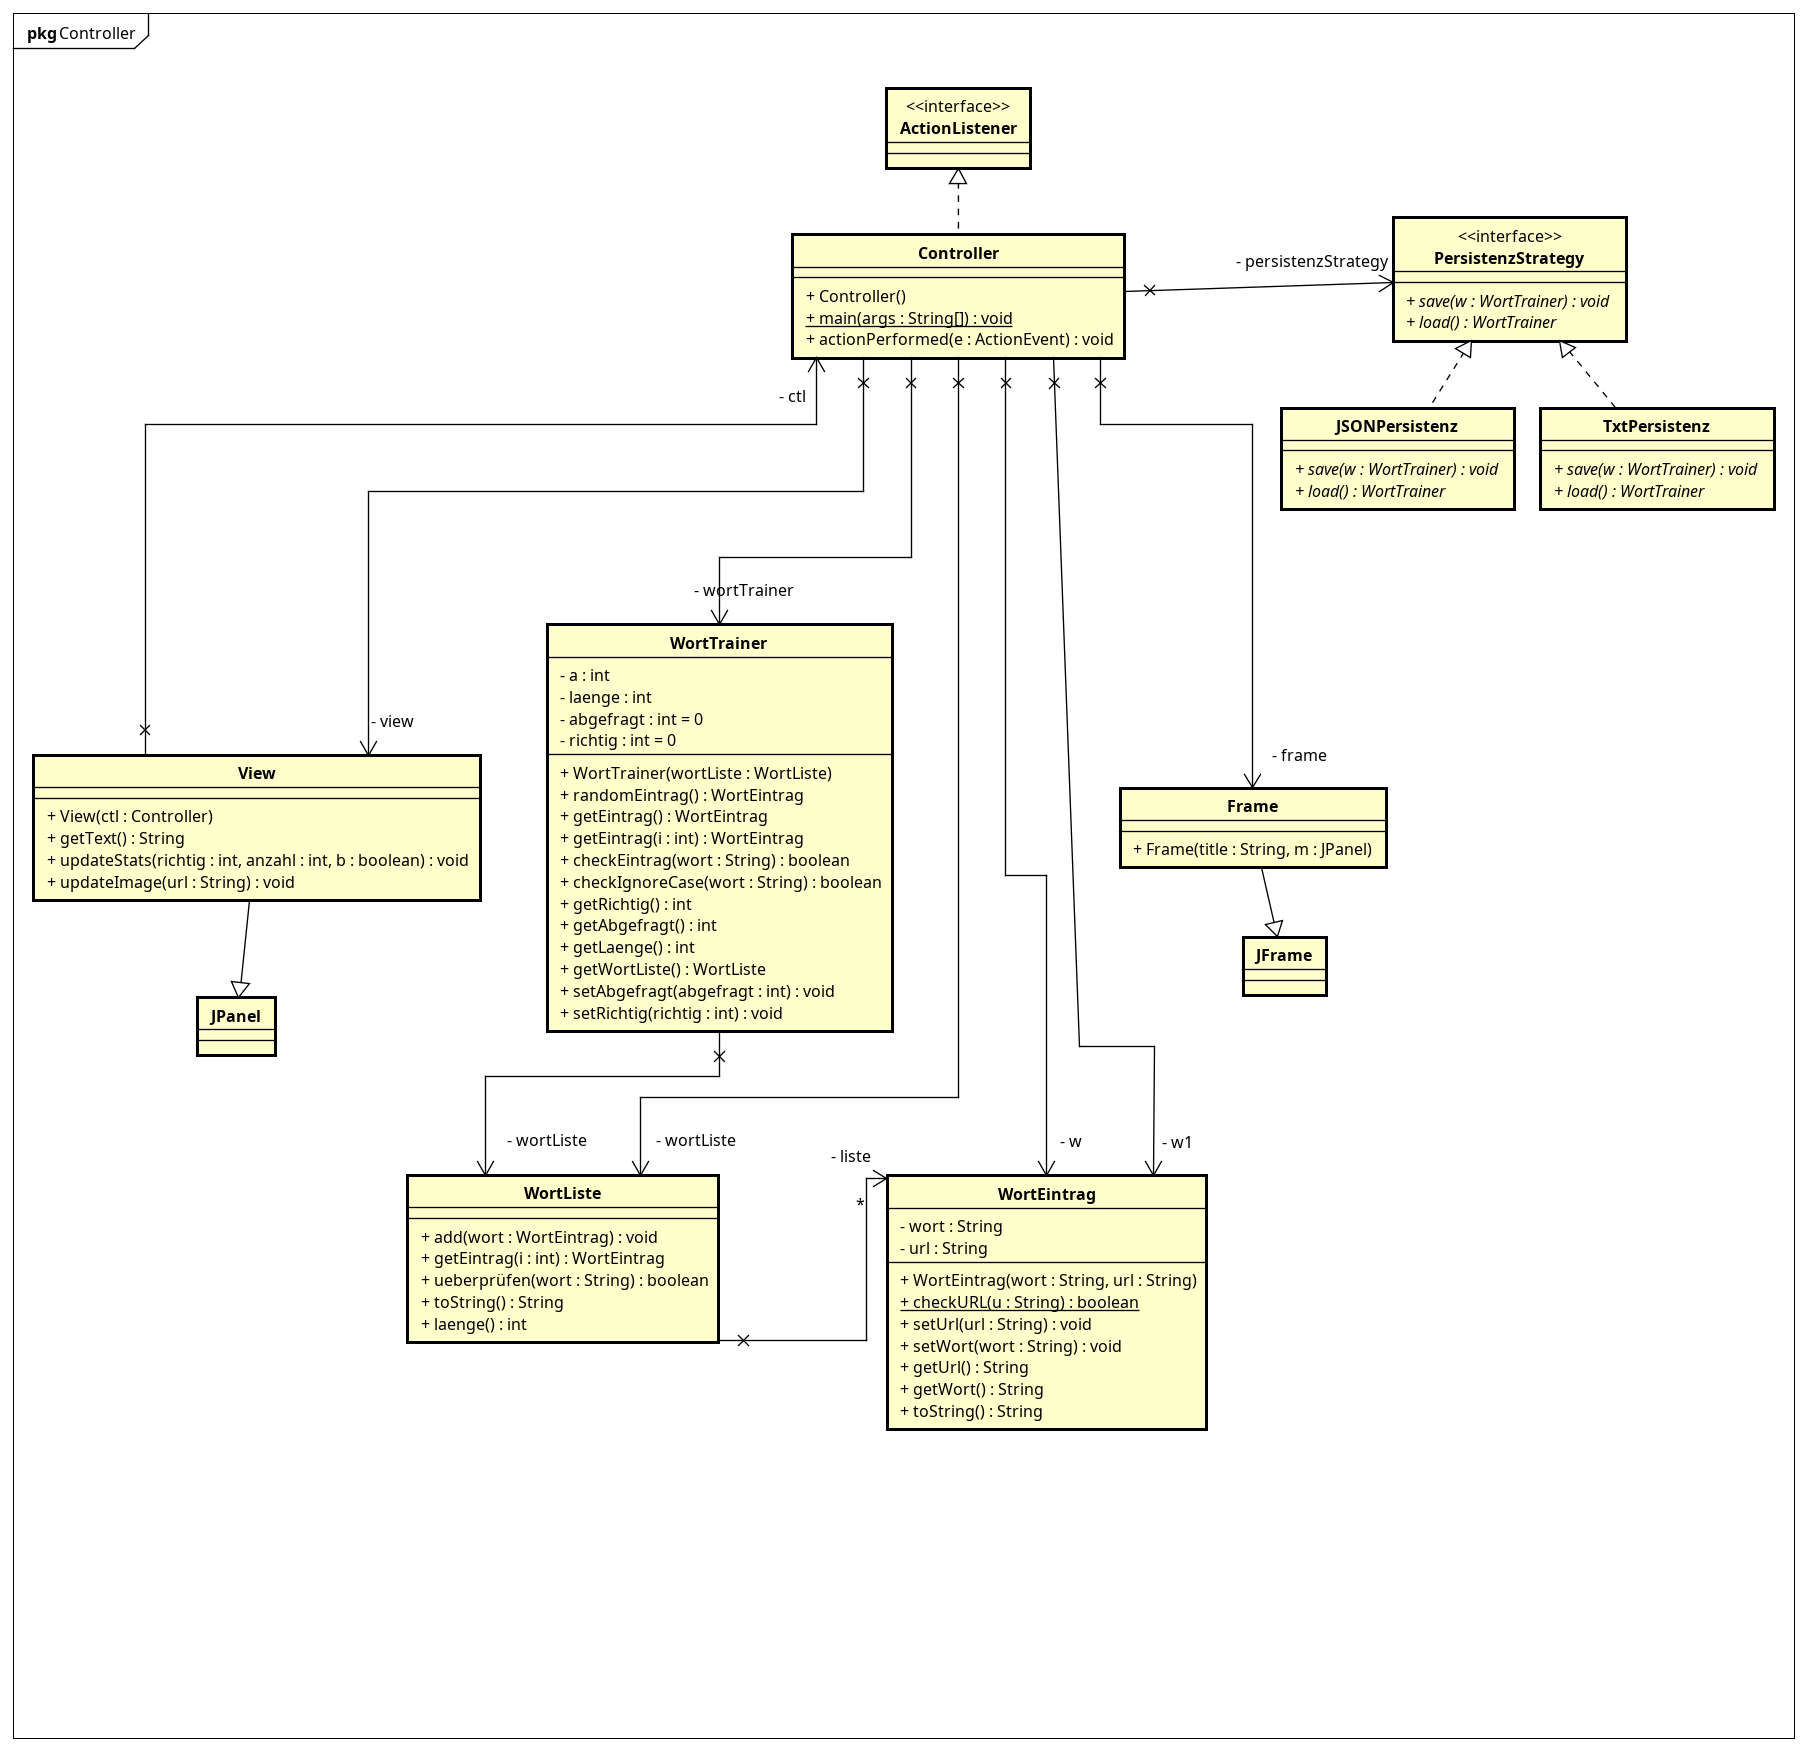 pkg Controller
<<interface>>
ActionListener
Controller
+ Controller()
+ main(args : String[]) : void
+ actionPerformed(e : ActionEvent) : void
- persistenzStrategy
<<interface>>
PersistenzStrategy
+ save(w : WortTrainer) : void
+ load() : WortTrainer
JSONPersistenz
+ save(w : WortTrainer) : void
+ load() : WortTrainer
TxtPersistenz
+ save(w : WortTrainer) : void
+ load() : WortTrainer
- ctl
- view
- wortTrainer
- frame
View
+ View(ctl : Controller)
+ getText() : String
+ updateStats(richtig : int, anzahl : int, b : boolean) : void
+ updateImage(url : String) : void
JPanel
WortTrainer
- a : int
- laenge : int
- abgefragt : int = 0
- richtig : int = 0
+ WortTrainer(wortListe : WortListe)
+ randomEintrag() : WortEintrag
+ getEintrag() : WortEintrag
+ getEintrag(i : int) : WortEintrag
+ checkEintrag(wort : String) : boolean
+ checkIgnoreCase(wort : String) : boolean
+ getRichtig() : int
+ getAbgefragt() : int
+ getLaenge() : int
+ getWortListe() : WortListe
+ setAbgefragt(abgefragt : int) : void
+ setRichtig(richtig : int) : void
Frame
+ Frame(title : String, m : JPanel)
JFrame
- wortListe
- wortListe
- liste
*
- w
- w1
WortListe
+ add(wort : WortEintrag) : void
+ getEintrag(i : int) : WortEintrag
+ ueberprüfen(wort : String) : boolean
+ toString() : String
+ laenge() : int
WortEintrag
- wort : String
- url : String
+ WortEintrag(wort : String, url : String)
+ checkURL(u : String) : boolean
+ setUrl(url : String) : void
+ setWort(wort : String) : void
+ getUrl() : String
+ getWort() : String
+ toString() : String